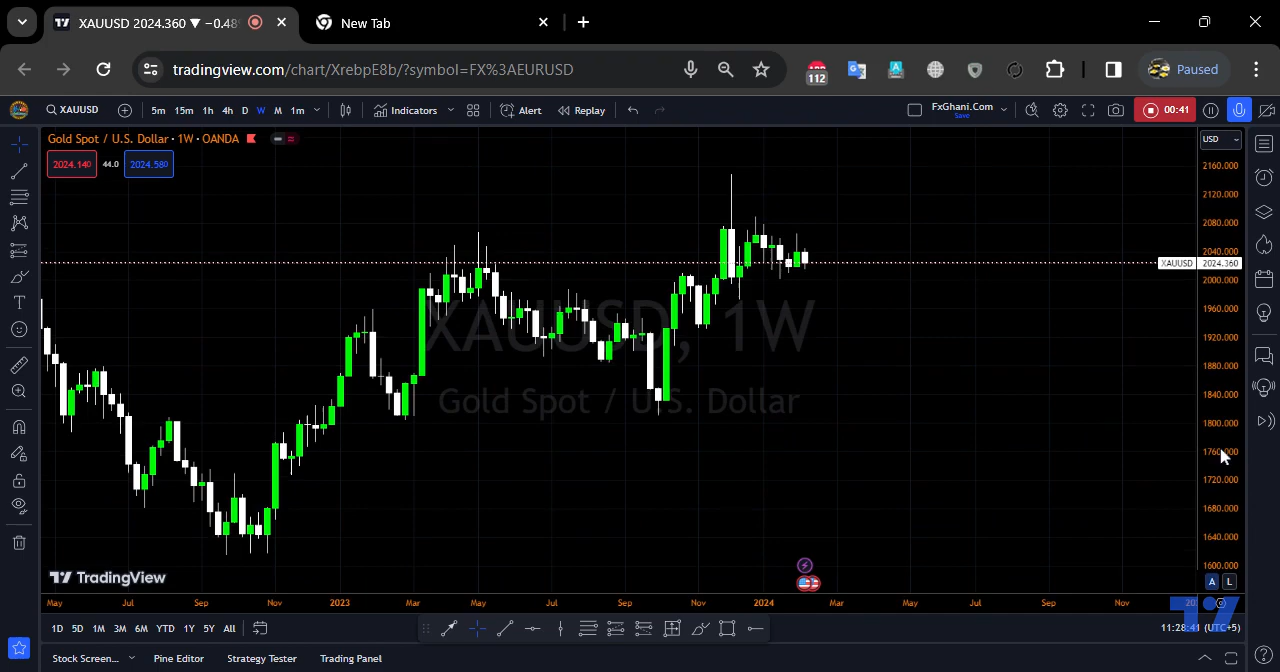 XAUUSD 2024.360 ▼ −0.48
New Tab
tradingview.com/chart/XrebpE8b/?symbol=FX%3AEURUSD
112
Paused
XAUUSD
5m 15m 1h 4h D W M 1m
Indicators
Alert
Replay
FxGhani.Com
Save
00:41
Gold Spot / U.S. Dollar · 1W · OANDA
USD
2024.140
44.0
2024.580
XAUUSD, 1W
Gold Spot / U.S. Dollar
2160.000
2120.000
2080.000
2040.000
XAUUSD 2024.360
2000.000
1960.000
1920.000
1880.000
1840.000
1800.000
1760.000
1720.000
1680.000
1640.000
1600.000
TradingView
A L
May Jul Sep Nov 2023 Mar May Jul Sep Nov 2024 Mar May Jul Sep Nov
1D 5D 1M 3M 6M YTD 1Y 5Y All
11:28:41 (UTC+5)
Stock Screen... Pine Editor Strategy Tester Trading Panel